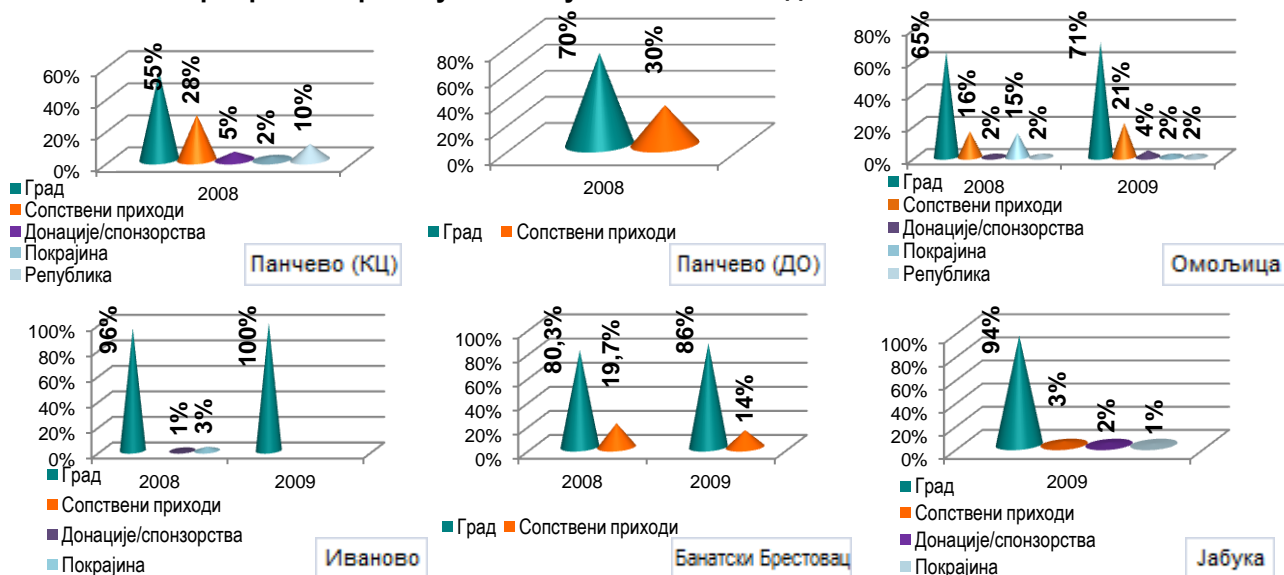 55%
28%
5%
2%
10%
60%
40%
20%
0%
2008
Град
Сопствени приходи
Донације/спонзорства
Покрајина
Република
Панчево (КЦ)
70%
30%
80%
60%
40%
20%
0%
2008
Град Сопствени приходи
Панчево (ДО)
65%
16%
2%
15%
2%
71%
21%
4%
2%
2%
80%
60%
40%
20%
0%
2008 2009
Град
Сопствени приходи
Донације/спонзорства
Покрајина
Република
Омољица
96%
1%
3%
100%
100%
80%
60%
40%
20%
0%
2008 2009
Град
Сопствени приходи
Донације/спонзорства
Покрајина
Иваново
80,3%
19,7%
86%
14%
100%
80%
60%
40%
20%
0%
2008 2009
Град Сопствени приходи
Банатски Брестовац
94%
3%
2%
1%
100%
80%
60%
40%
20%
0%
2009
Град
Сопствени приходи
Донације/спонзорства
Покрајина
Јабука